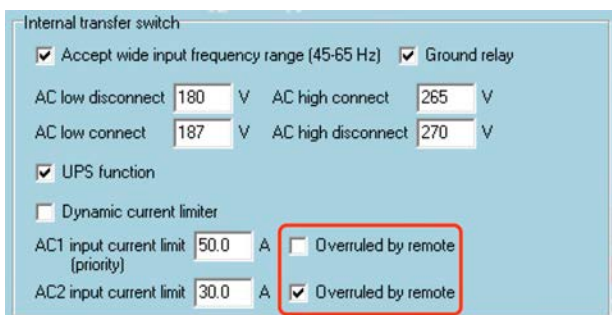 Internal transfer switch
Accept wide input frequency range (45-65 Hz) Ground relay
AC low disconnect 180 V AC high connect 265 V
AC low connect 187 V AC high disconnect 270 V
UPS function
Dynamic current limiter
AC1 input current limit 50.0 A Overruled by remote
(priority)
AC2 input current limit 30.0 A Overruled by remote